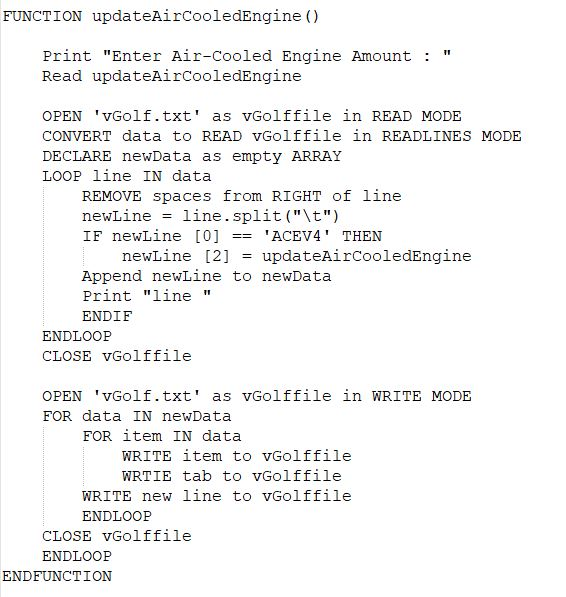 FUNCTION updateAirCooledEngine()
Print "Enter Air-Cooled Engine Amount : "
Read updateAirCooledEngine
OPEN 'vGolf.txt' as vGolffile in READ MODE
CONVERT data to READ vGolffile in READLINES MODE
DECLARE newData as empty ARRAY
LOOP line IN data
REMOVE spaces from RIGHT of line
newLine = line.split("\t")
IF newLine [0] == 'ACEV4' THEN
newLine [2] = updateAirCooledEngine
Append newLine to newData
Print "line "
ENDIF
ENDLOOP
CLOSE vGolffile
OPEN 'vGolf.txt' as vGolffile in WRITE MODE
FOR data IN newData
FOR item IN data
WRITE item to vGolffile
WRTIE tab to vGolffile
WRITE new line to vGolffile
ENDLOOP
CLOSE vGolffile
ENDLOOP
ENDFUNCTION